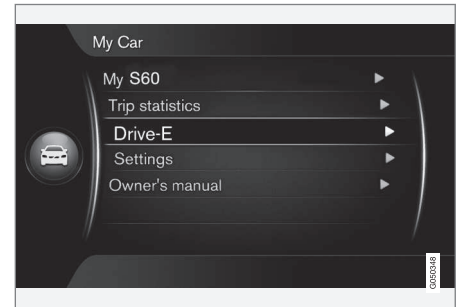 My Car
My S60
Trip statistics
Drive-E
Settings
Owner's manual
G050348